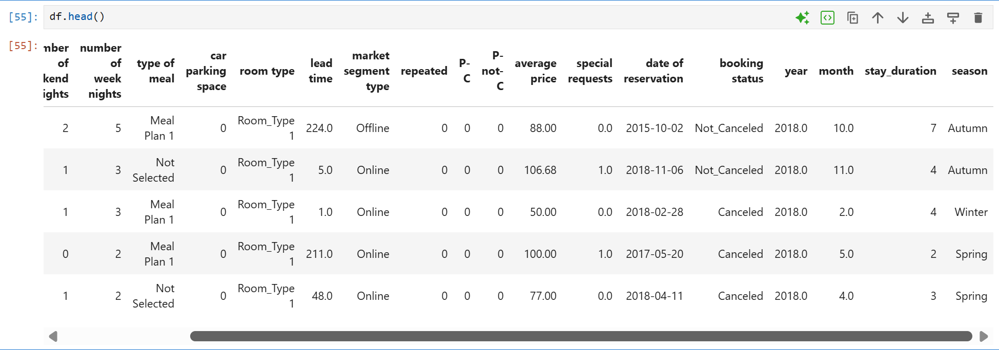 [55]: df.head()
[55]:
mber of kend ights number of week nights type of meal car parking space room type lead time market segment type repeated P-C P-not-C average price special requests date of reservation booking status year month stay_duration season
2 5 Meal Plan 1 0 Room_Type 1 224.0 Offline 0 0 0 88.00 0.0 2015-10-02 Not_Canceled 2018.0 10.0 7 Autumn
1 3 Not Selected 0 Room_Type 1 5.0 Online 0 0 0 106.68 1.0 2018-11-06 Not_Canceled 2018.0 11.0 4 Autumn
1 3 Meal Plan 1 0 Room_Type 1 1.0 Online 0 0 0 50.00 0.0 2018-02-28 Canceled 2018.0 2.0 4 Winter
0 2 Meal Plan 1 0 Room_Type 1 211.0 Online 0 0 0 100.00 1.0 2017-05-20 Canceled 2018.0 5.0 2 Spring
1 2 Not Selected 0 Room_Type 1 48.0 Online 0 0 0 77.00 0.0 2018-04-11 Canceled 2018.0 4.0 3 Spring